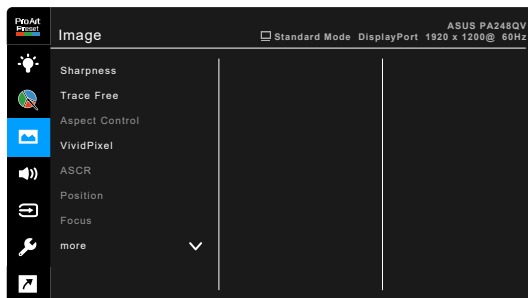 ProArt
Preset
Image
ASUS PA248QV
Standard Mode DisplayPort 1920 x 1200@ 60Hz
Sharpness
Trace Free
Aspect Control
VividPixel
ASCR
Position
Focus
more